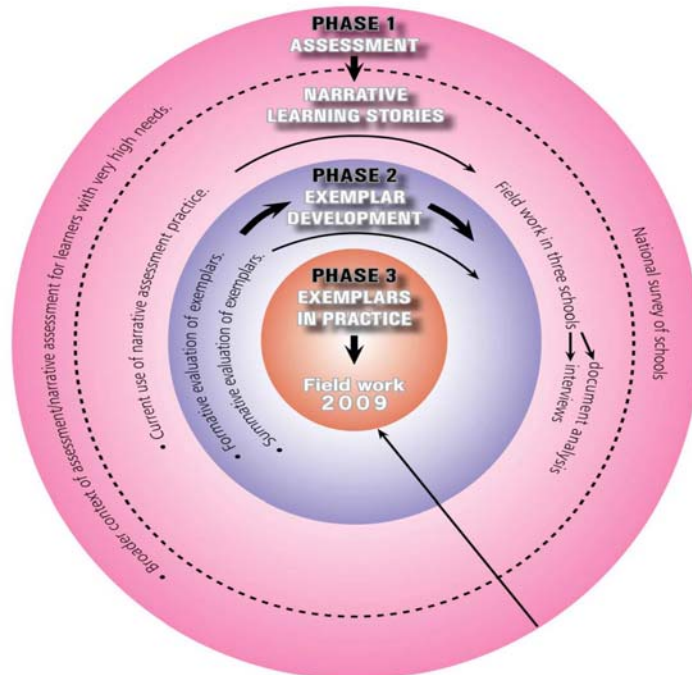 PHASE 1
ASSESSMENT
NARRATIVE
LEARNING STORIES
PHASE 2
EXEMPLAR
DEVELOPMENT
PHASE 3
EXEMPLARS
IN PRACTICE
Field work
2009
• Broader context of assessment/narrative assessment for learners with very high needs.
• Current use of narrative assessment practice.
• Formative evaluation of exemplars.
• Summative evaluation of exemplars.
Field work in three schools
interviews
document analysis
National survey of schools